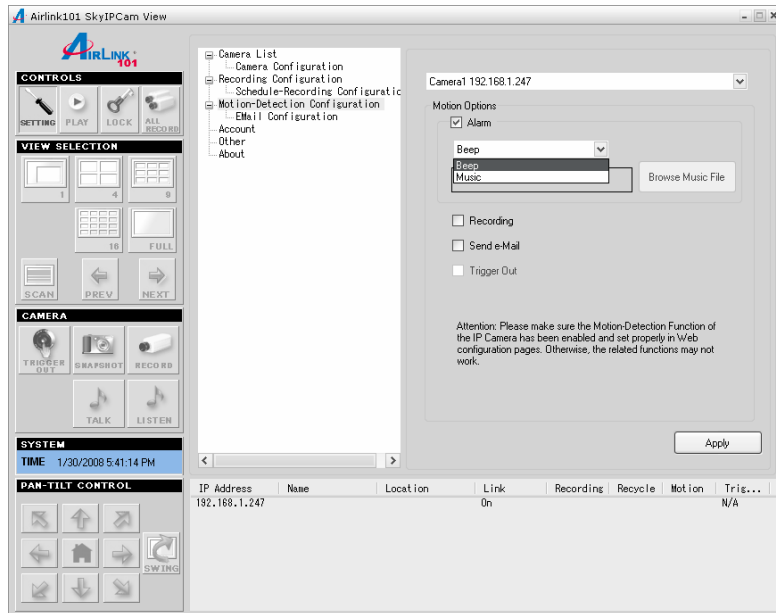 Airlink101 SkyIPCam View
AIRLINK
101
CONTROLS
SETTING PLAY LOCK ALL RECORD
VIEW SELECTION
1 4 9
16 FULL
SCAN PREV NEXT
CAMERA
TRIGGER OUT SNAPSHOT RECORD
TALK LISTEN
SYSTEM
TIME 1/30/2008 5:41:14 PM
PAN-TILT CONTROL
SWING
Camera List
Camera Configuration
Recording Configuration
Schedule-Recording Configuratic
Motion-Detection Configuration
EMail Configuration
Account
Other
About
Camera1 192.168.1.247
Motion Options
Alarm
Beep
Beep
Music
Browse Music File
Recording
Send e-Mail
Trigger Out
Attention: Please make sure the Motion-Detection Function of
the IP Camera has been enabled and set properly in Web
configuration pages. Otherwise, the related functions may not
work.
Apply
IP Address Name Location Link Recording Recycle Motion Trig...
192.168.1.247 On N/A